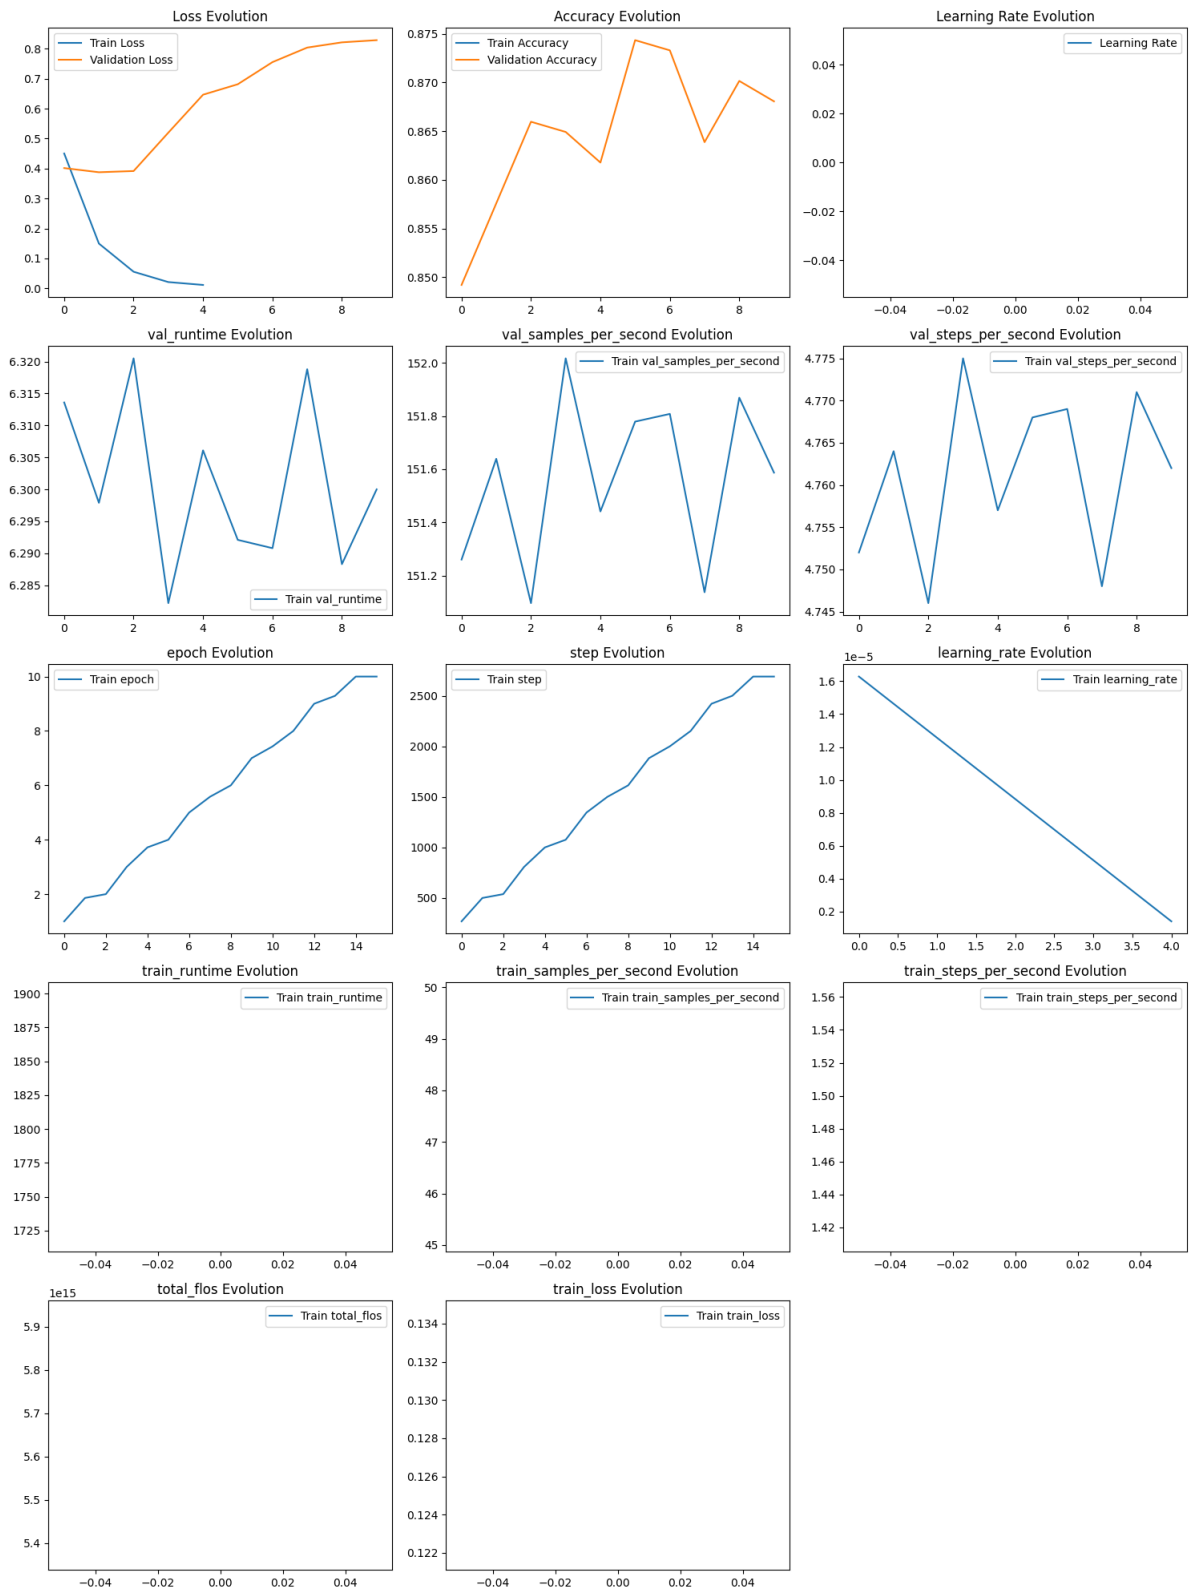 Loss Evolution
Train Loss
Validation Loss
0.8
0.7
0.6
0.5
0.4
0.3
0.2
0.1
0.0
0 2 4 6 8
Accuracy Evolution
Train Accuracy
Validation Accuracy
0.875
0.870
0.865
0.860
0.855
0.850
0 2 4 6 8
Learning Rate Evolution
Learning Rate
0.04
0.02
0.00
−0.02
−0.04
−0.04 −0.02 0.00 0.02 0.04
val_runtime Evolution
6.320
6.315
6.310
6.305
6.300
6.295
6.290
6.285
Train val_runtime
0 2 4 6 8
val_samples_per_second Evolution
Train val_samples_per_second
152.0
151.8
151.6
151.4
151.2
0 2 4 6 8
val_steps_per_second Evolution
Train val_steps_per_second
4.775
4.770
4.765
4.760
4.755
4.750
4.745
0 2 4 6 8
epoch Evolution
Train epoch
10
8
6
4
2
0 2 4 6 8 10 12 14
step Evolution
Train step
2500
2000
1500
1000
500
0 2 4 6 8 10 12 14
learning_rate Evolution
1e−5
Train learning_rate
1.6
1.4
1.2
1.0
0.8
0.6
0.4
0.2
0.0 0.5 1.0 1.5 2.0 2.5 3.0 3.5 4.0
train_runtime Evolution
Train train_runtime
1900
1875
1850
1825
1800
1775
1750
1725
−0.04 −0.02 0.00 0.02 0.04
train_samples_per_second Evolution
Train train_samples_per_second
50
49
48
47
46
45
−0.04 −0.02 0.00 0.02 0.04
train_steps_per_second Evolution
Train train_steps_per_second
1.56
1.54
1.52
1.50
1.48
1.46
1.44
1.42
−0.04 −0.02 0.00 0.02 0.04
total_flos Evolution
1e15
Train total_flos
5.9
5.8
5.7
5.6
5.5
5.4
−0.04 −0.02 0.00 0.02 0.04
train_loss Evolution
Train train_loss
0.134
0.132
0.130
0.128
0.126
0.124
0.122
−0.04 −0.02 0.00 0.02 0.04